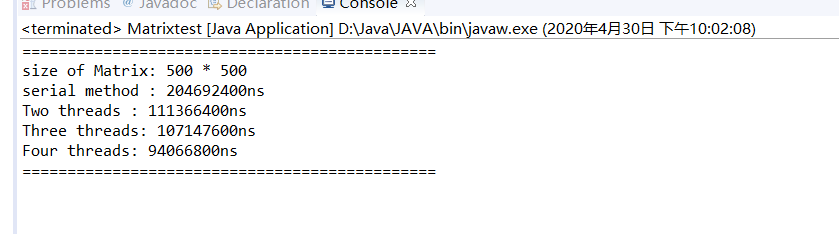 Problems @ Javadoc Declaration Console
<terminated> Matrixtest [Java Application] D:\Java\JAVA\bin\javaw.exe (2020年4月30日 下午10:02:08)
==============================================
size of Matrix: 500 * 500
serial method : 204692400ns
Two threads : 111366400ns
Three threads: 107147600ns
Four threads: 94066800ns
==============================================